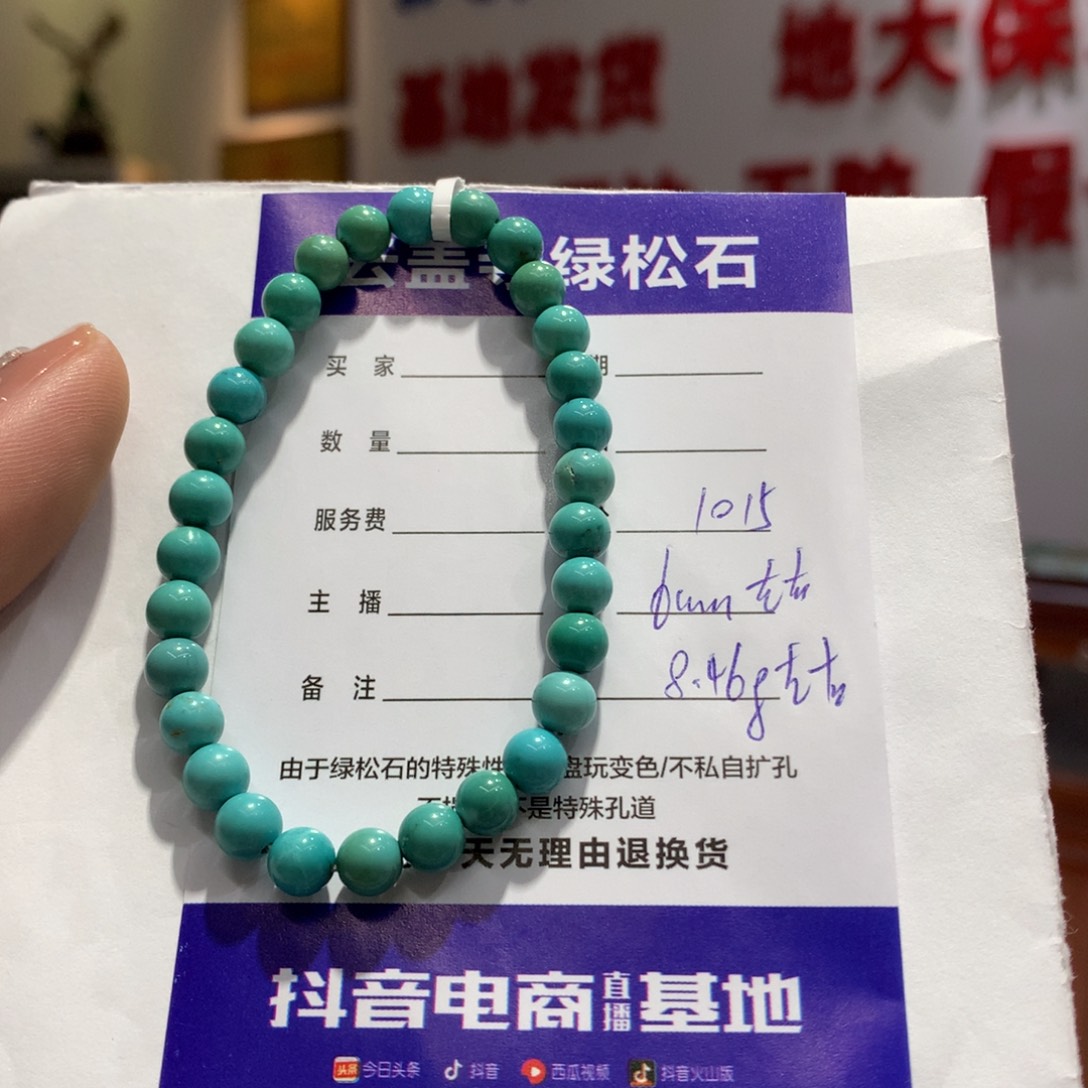 基地发货
地大保
假
绿松石
买 家
期
数 量
服务费
1015
主 播
6mm 左右
备 注
8.46g左右
由于绿松石的特殊性 盘玩变色/不私自扩孔
不是特殊孔道
天无理由退换货
抖音电商直播基地
头条 今日头条 抖音 西瓜视频 抖音火山版